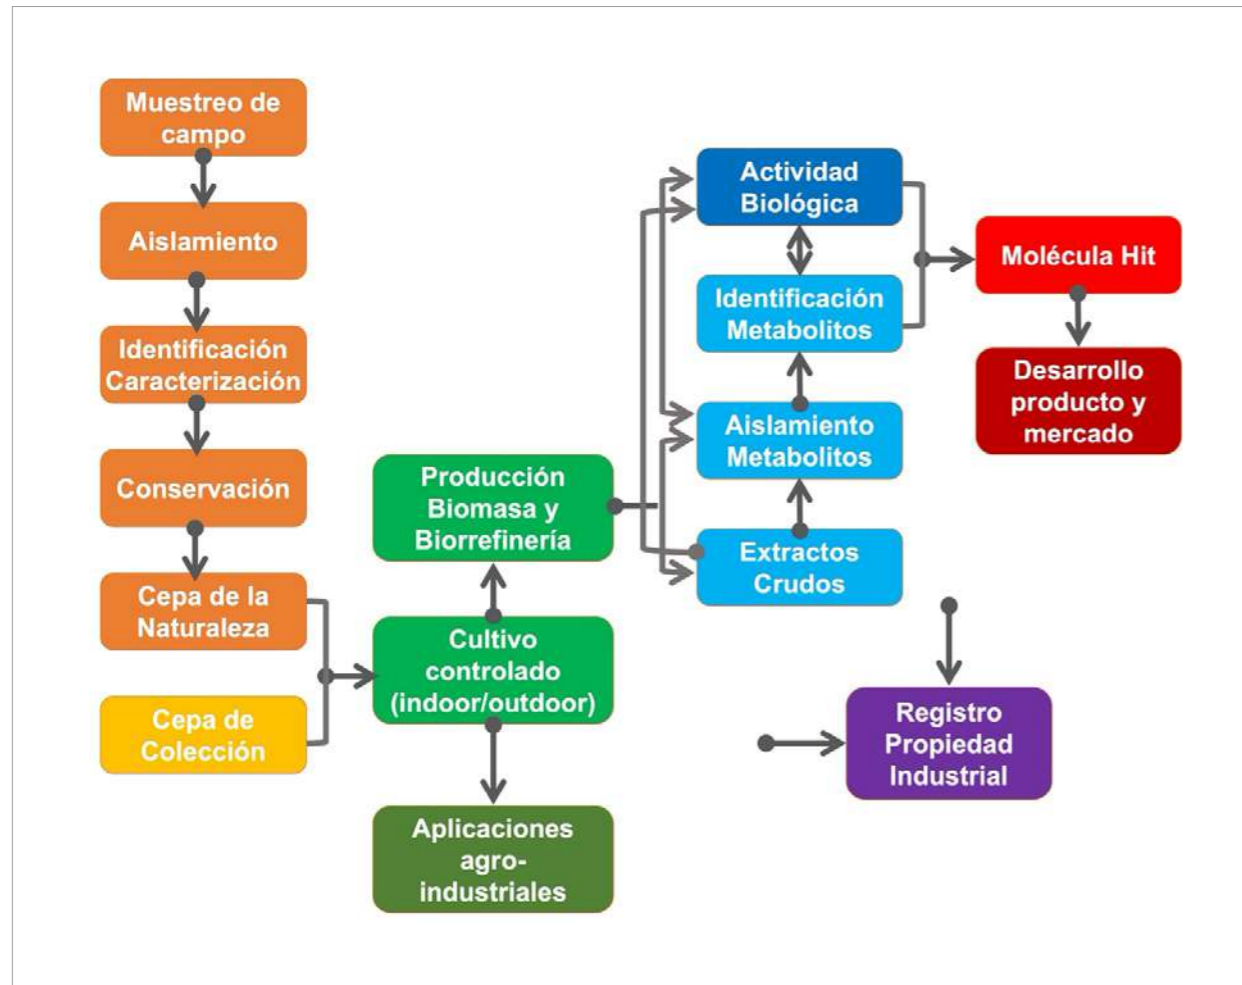 Muestreo de
campo
Aislamiento
Identificación
Caracterización
Conservación
Cepa de la
Naturaleza
Cepa de
Colección
Producción
Biomasa y
Biorrefinería
Cultivo
controlado
(indoor/outdoor)
Aplicaciones
agro-
industriales
Actividad
Biológica
Identificación
Metabolitos
Aislamiento
Metabolitos
Extractos
Crudos
Molécula Hit
Desarrollo
producto y
mercado
Registro
Propiedad
Industrial